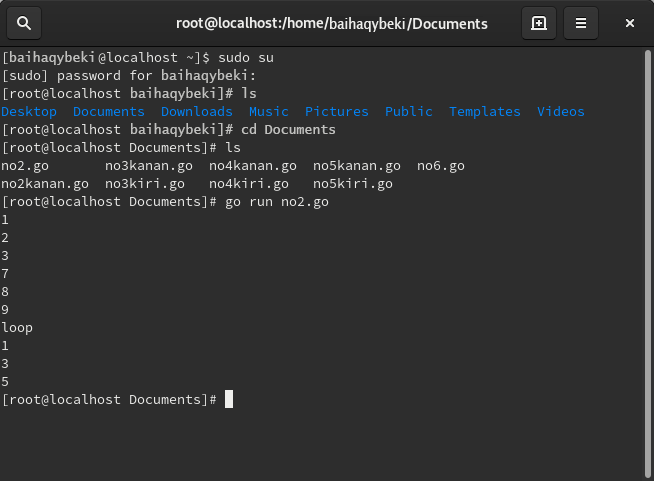 root@localhost:/home/baihaqybeki/Documents
[baihaqybeki@localhost ~]$ sudo su
[sudo] password for baihaqybeki:
[root@localhost baihaqybeki]# ls
Desktop Documents Downloads Music Pictures Public Templates Videos
[root@localhost baihaqybeki]# cd Documents
[root@localhost Documents]# ls
no2.go no3kanan.go no4kanan.go no5kanan.go no6.go
no2kanan.go no3kiri.go no4kiri.go no5kiri.go
[root@localhost Documents]# go run no2.go
1
2
3
7
8
9
loop
1
3
5
[root@localhost Documents]#